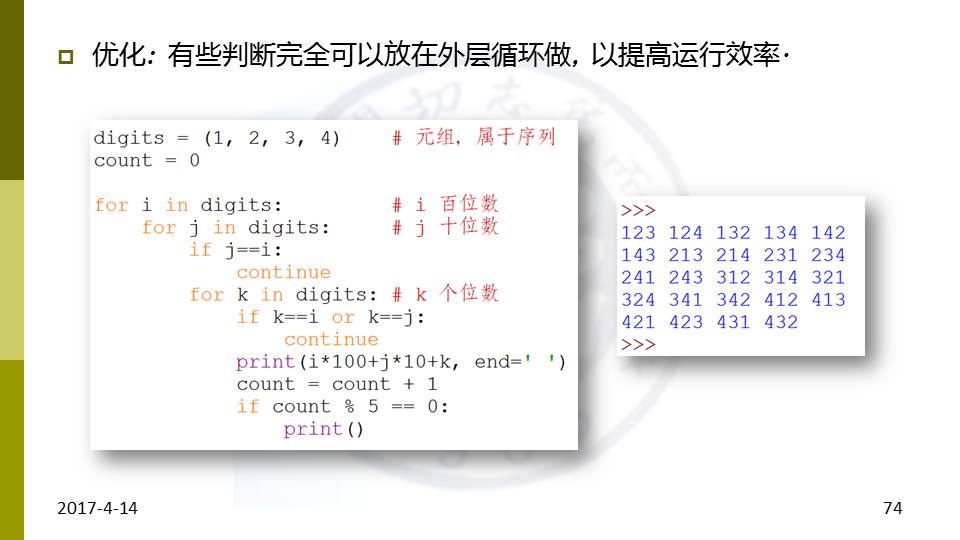 优化：有些判断完全可以放在外层循环做，以提高运行效率.
digits = (1, 2, 3, 4)    # 元组，属于序列
count = 0
for i in digits:         # i 百位数
    for j in digits:     # j 十位数
        if j==i:
            continue
        for k in digits: # k 个位数
            if k==i or k==j:
                continue
            print(i*100+j*10+k, end=' ')
            count = count + 1
            if count % 5 == 0:
                print()
>>>
123 124 132 134 142
143 213 214 231 234
241 243 312 314 321
324 341 342 412 413
421 423 431 432
>>>
2017-4-14
74